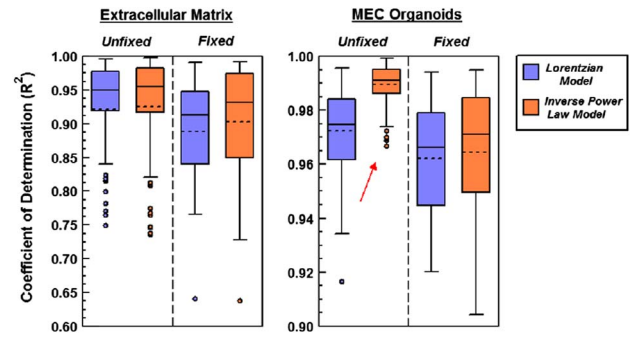 Extracellular Matrix
MEC Organoids
Unfixed
Fixed
Unfixed
Fixed
Coefficient of Determination (R²)
1.00
0.95
0.90
0.85
0.80
0.75
0.70
0.65
0.60
1.00
0.98
0.96
0.94
0.92
0.90
Lorentzian
Model
Inverse Power
Law Model